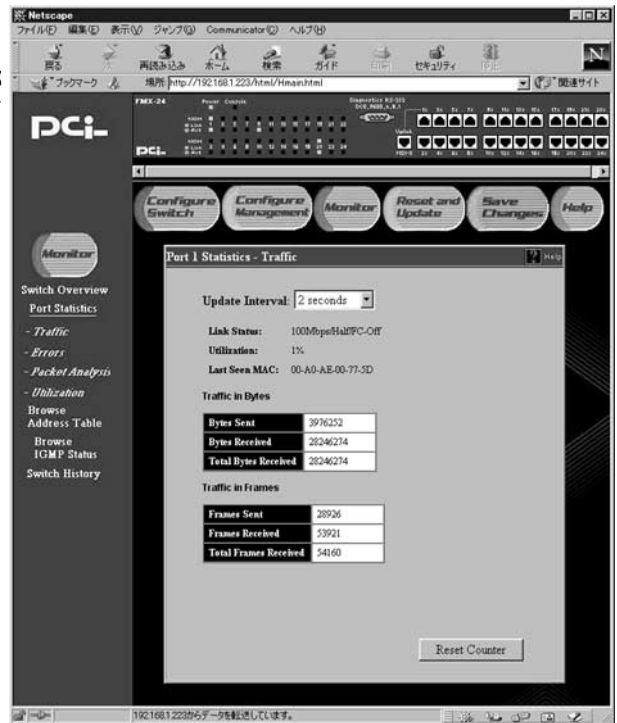 Netscape
ファイル(F) 編集(E) 表示(V) ジャンプ(G) Communicator(C) ヘルプ(H)
戻る 再読み込み ホーム 検索 ガイド 印刷 セキュリティ 停止
ブックマーク 場所: http://192.168.1.223/html/Hmain.html 関連サイト
N
PCi-
FMX-24
Power Console
Diagnostics RS-232
Uplink
PCi-
MDI-X
Configure Switch
Configure Management
Monitor
Reset and Update
Save Changes
Help
Monitor
Switch Overview
Port Statistics
- Traffic
- Errors
- Packet Analysis
- Utilization
Browse
Address Table
Browse
IGMP Status
Switch History
Port 1 Statistics - Traffic
? Help
Update Interval: 2 seconds
Link Status: 100Mbps/Half/FC-Off
Utilization: 1%
Last Seen MAC: 00-A0-AE-00-77-5D
Traffic in Bytes
Bytes Sent 3976252
Bytes Received 28246274
Total Bytes Received 28246274
Traffic in Frames
Frames Sent 28926
Frames Received 53921
Total Frames Received 54160
Reset Counter
192.168.1.223からデータを転送しています。